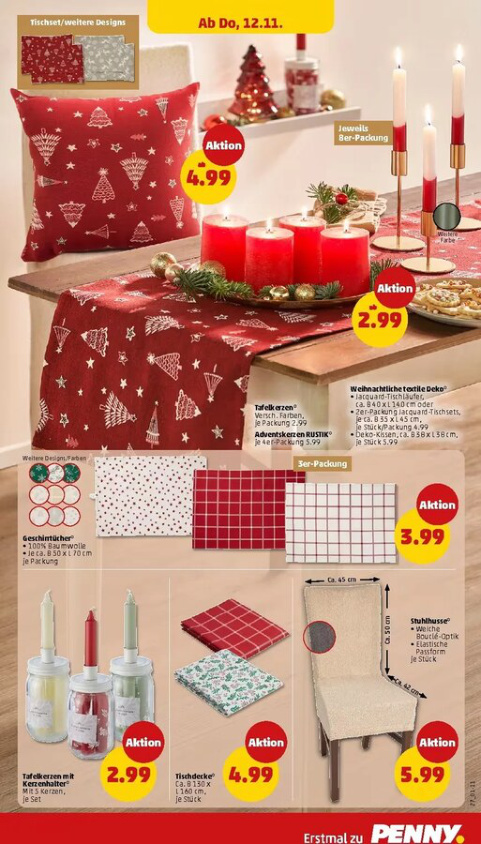 Ab Do, 12.11.
Tischset/weitere Designs
Jeweils
8er-Packung
Aktion
ab
4.99
Weitere
Farbe
Aktion
ab
2.99
Tafelkerzen°
Versch. Farben,
je Packung 2.99
Adventskerzen RUSTIK°
Je 4er-Packung 5.99
Weihnachtliche textile Deko°
• Jacquard-Tischläufer,
ca. B 40 x L 140 cm oder
• 2er-Packung Jacquard-Tischsets,
je ca. B 35 x L 45 cm,
je Stück/Packung 4.99
• Deko-Kissen, ca. B 38 x L 38 cm,
je Stück 5.99
Weitere Designs/Farben
3er-Packung
Geschirrtücher°
• 100% Baumwolle
• Je ca. B 50 x L 70 cm
je Packung
Aktion
3.99
Ca. 45 cm
Ca. 50 cm
Ca. 42 cm
Stuhlhusse°
• Weiche
Bouclé-Optik
• Elastische
Passform
je Stück
Tafelkerzen mit
Kerzenhalter°
Mit 5 Kerzen,
je Set
Aktion
2.99
Tischdecke°
Ca. B 130 x
L 160 cm,
je Stück
Aktion
4.99
Aktion
5.99
Erstmal zu PENNY.